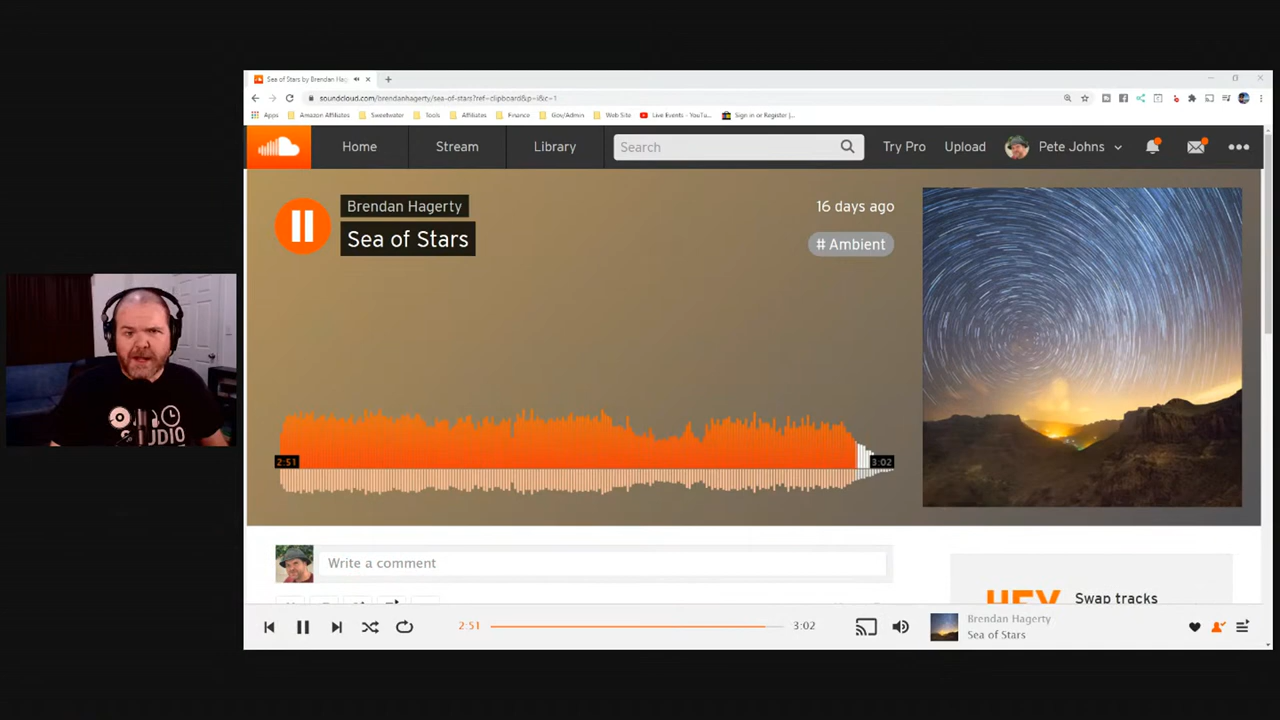 Sea of Stars by Brendan Hag
soundcloud.com/brendanhagerty/sea-of-stars?ref=clipboard&p=i&c=1
Apps Amazon Affiliates Sweetwater Tools Affiliates Finance Gov/Admin Web Site Live Events - YouTu... Sign in or Register |...
Home Stream Library Search Try Pro Upload Pete Johns
Brendan Hagerty 16 days ago
Sea of Stars # Ambient
2:51 3:02
Write a comment
HEY Swap tracks
2:51 3:02 Brendan Hagerty
Sea of Stars